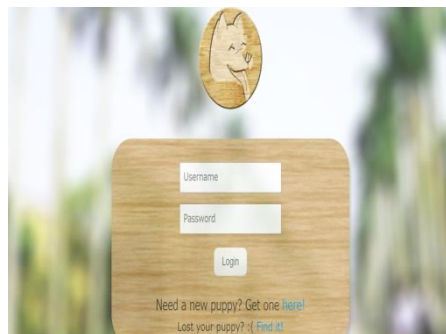 Username
Password
Login
Need a new puppy? Get one here!
Lost your puppy? :( Find it!